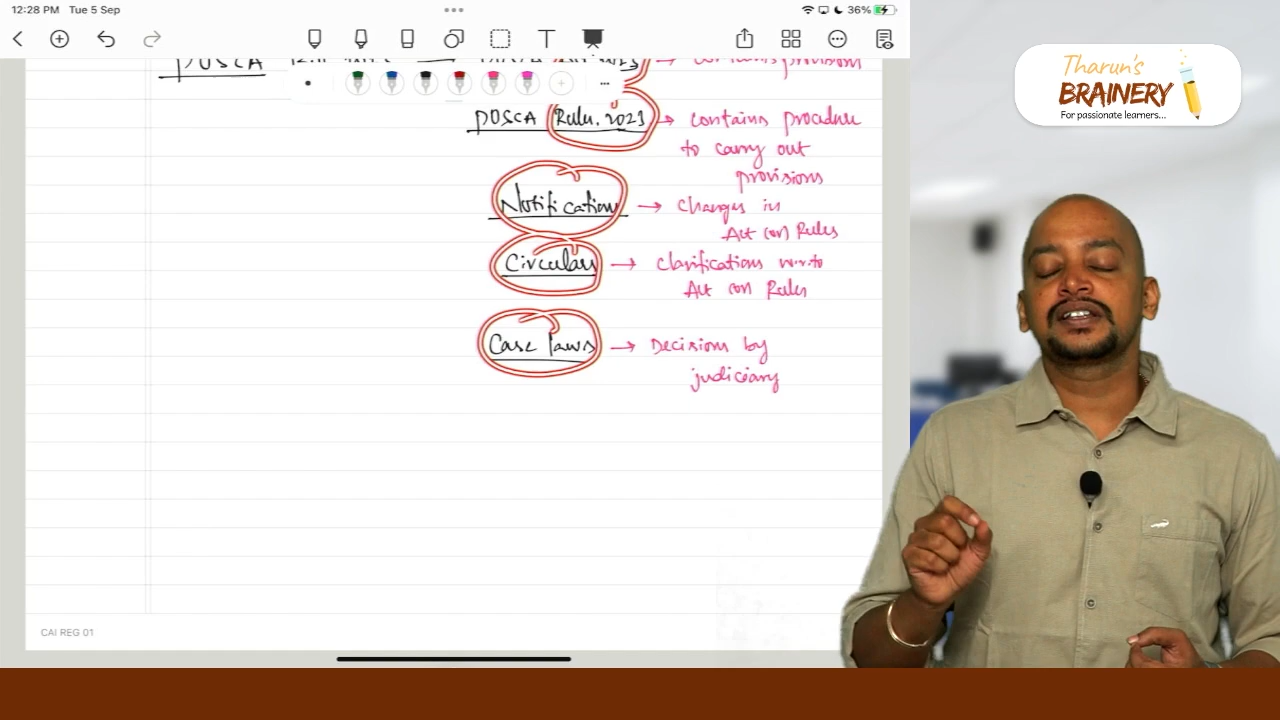 12:28 PM Tue 5 Sep
36%
Tharun's
BRAINERY
For passionate learners...
POSCA
POSCA Rules, 2021 → contains procedure
to carry out
provisions
Notification → changes in
Act (or) Rules
Circulars → clarifications w.r.to
Act (or) Rules
Case Laws → Decisions by
judiciary
CAI REG 01